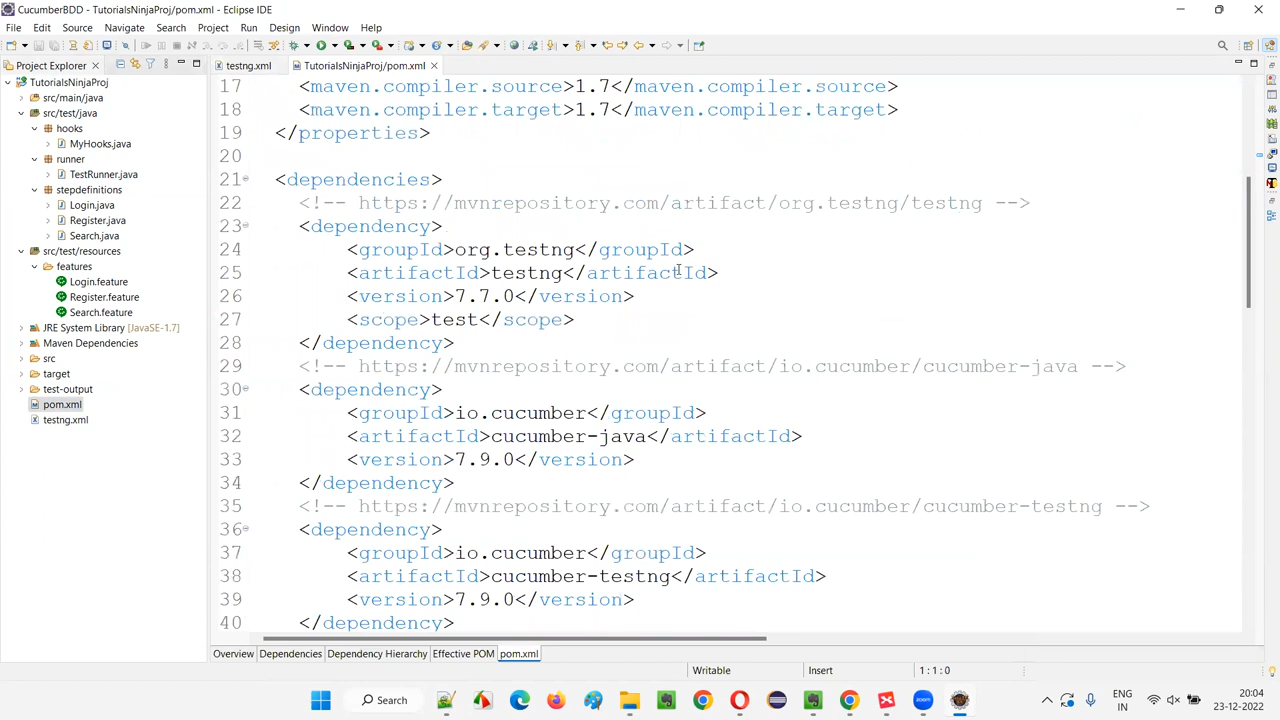 CucumberBDD - TutorialsNinjaProj/pom.xml - Eclipse IDE
File Edit Source Navigate Search Project Run Design Window Help
Project Explorer
testng.xml
TutorialsNinjaProj/pom.xml
TutorialsNinjaProj
src/main/java
src/test/java
hooks
MyHooks.java
runner
TestRunner.java
stepdefinitions
Login.java
Register.java
Search.java
src/test/resources
features
Login.feature
Register.feature
Search.feature
JRE System Library [JavaSE-1.7]
Maven Dependencies
src
target
test-output
pom.xml
testng.xml
17 <maven.compiler.source>1.7</maven.compiler.source>
18 <maven.compiler.target>1.7</maven.compiler.target>
19 </properties>
20
21 <dependencies>
22 <!-- https://mvnrepository.com/artifact/org.testng/testng -->
23 <dependency>
24 <groupId>org.testng</groupId>
25 <artifactId>testng</artifactId>
26 <version>7.7.0</version>
27 <scope>test</scope>
28 </dependency>
29 <!-- https://mvnrepository.com/artifact/io.cucumber/cucumber-java -->
30 <dependency>
31 <groupId>io.cucumber</groupId>
32 <artifactId>cucumber-java</artifactId>
33 <version>7.9.0</version>
34 </dependency>
35 <!-- https://mvnrepository.com/artifact/io.cucumber/cucumber-testng -->
36 <dependency>
37 <groupId>io.cucumber</groupId>
38 <artifactId>cucumber-testng</artifactId>
39 <version>7.9.0</version>
40 </dependency>
Overview Dependencies Dependency Hierarchy Effective POM pom.xml
Writable Insert 1 : 1 : 0
Search
zoom
ENG
IN
20:04
23-12-2022